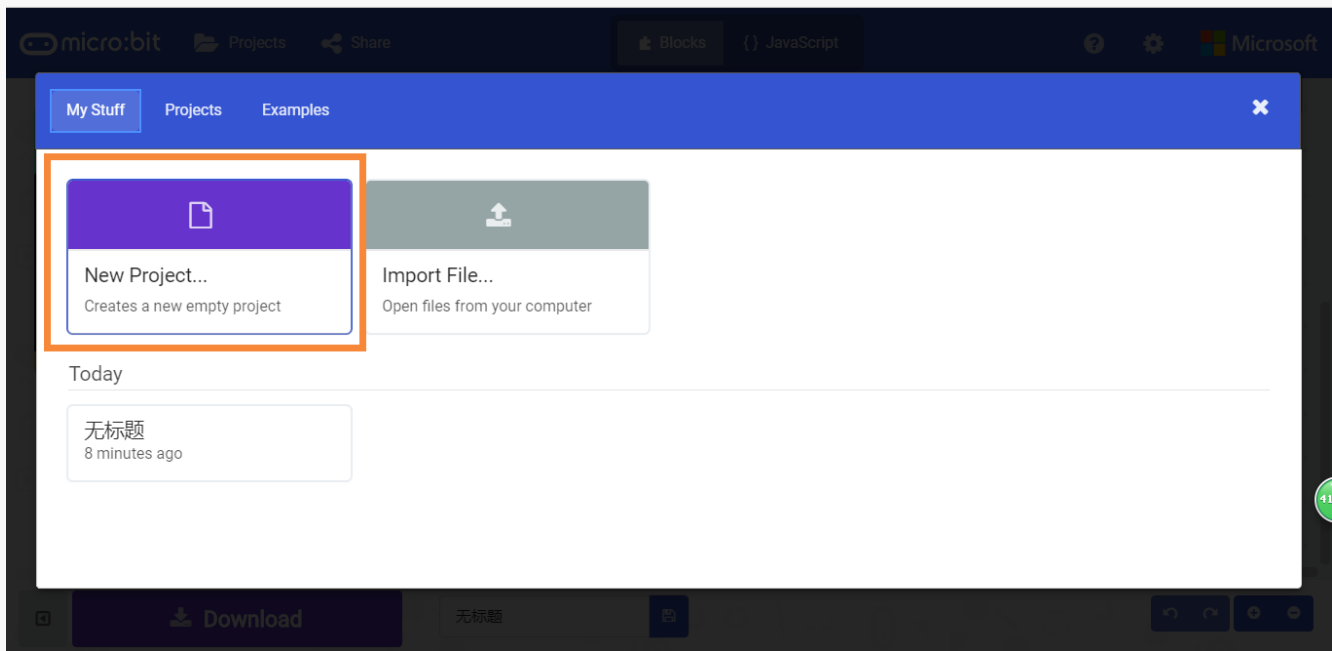 micro:bit Projects Share Blocks {} JavaScript Microsoft
My Stuff Projects Examples
New Project...
Creates a new empty project
Import File...
Open files from your computer
Today
无标题
8 minutes ago
41
Download 无标题